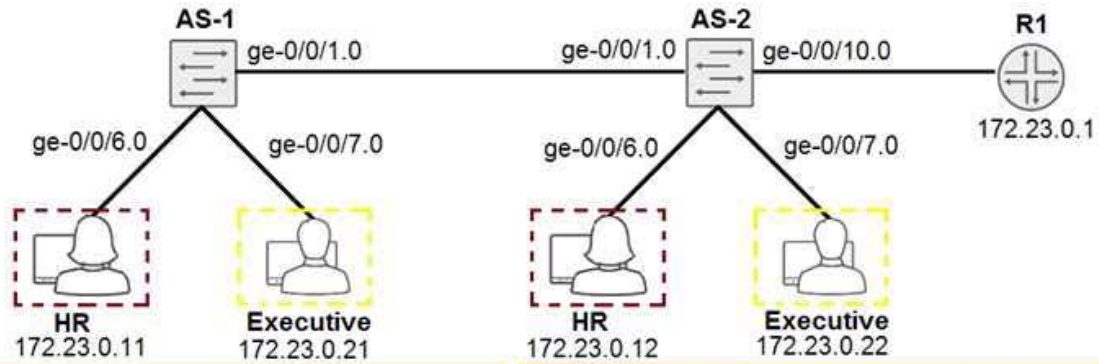 AS-1
AS-2
R1
ge-0/0/1.0
ge-0/0/1.0
ge-0/0/10.0
172.23.0.1
ge-0/0/6.0
ge-0/0/7.0
ge-0/0/6.0
ge-0/0/7.0
HR
172.23.0.11
Executive
172.23.0.21
HR
172.23.0.12
Executive
172.23.0.22